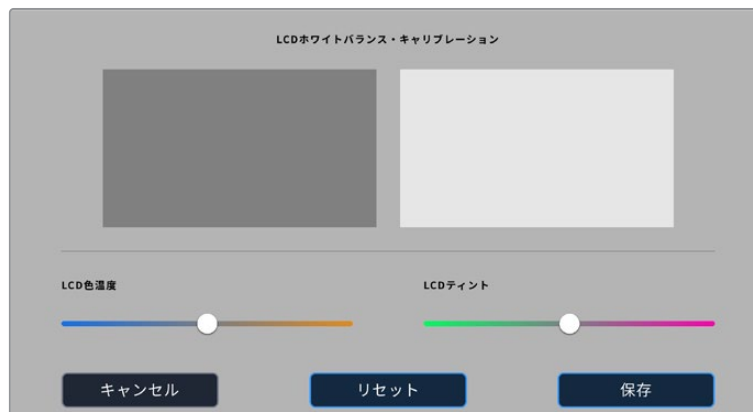 LCDホワイトバランス・キャリブレーション
LCD色温度
LCDティント
キャンセル
リセット
保存